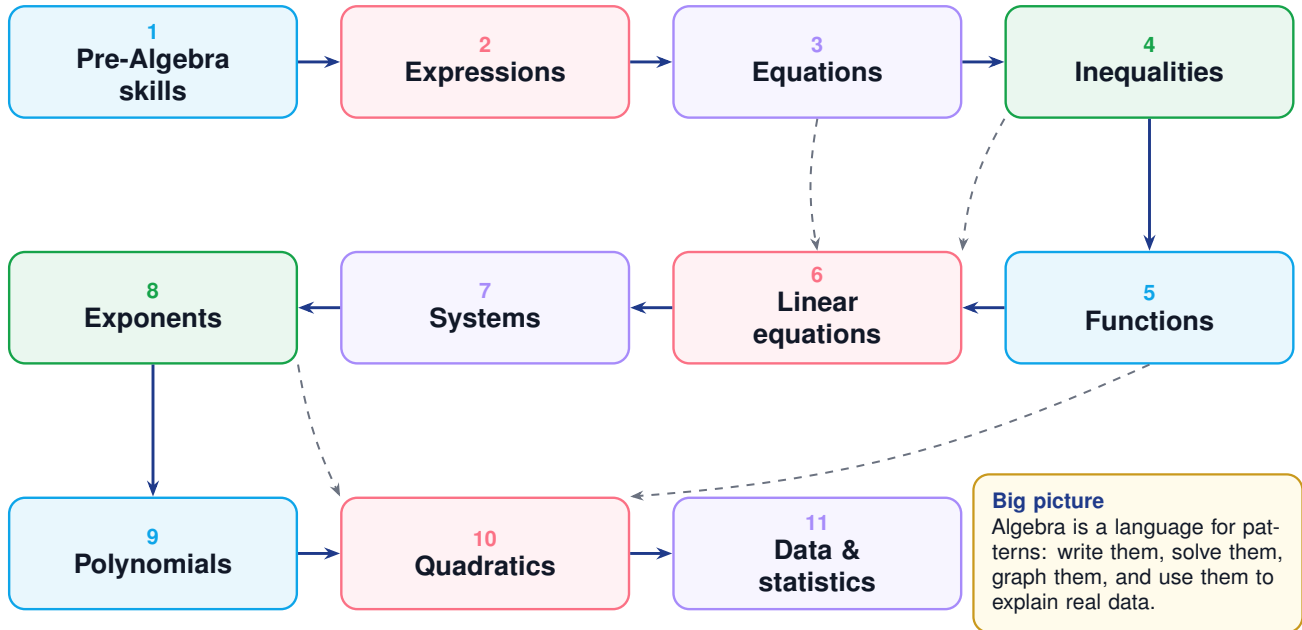 1
Pre-Algebra
skills
2
Expressions
3
Equations
4
Inequalities
8
Exponents
7
Systems
6
Linear
equations
5
Functions
9
Polynomials
10
Quadratics
11
Data &
statistics
Big picture
Algebra is a language for pat-
terns: write them, solve them,
graph them, and use them to
explain real data.